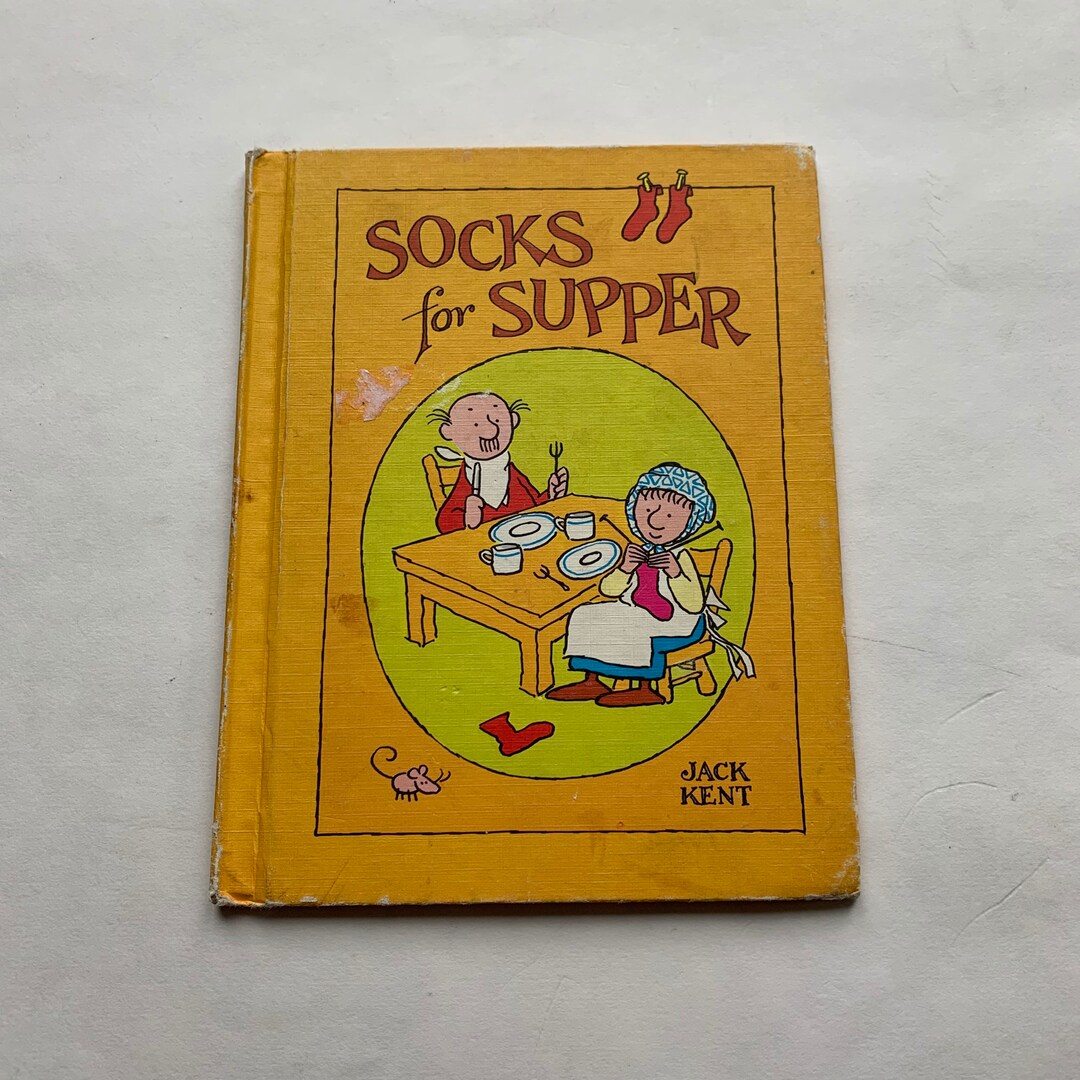 SOCKS
for SUPPER
JACK
KENT